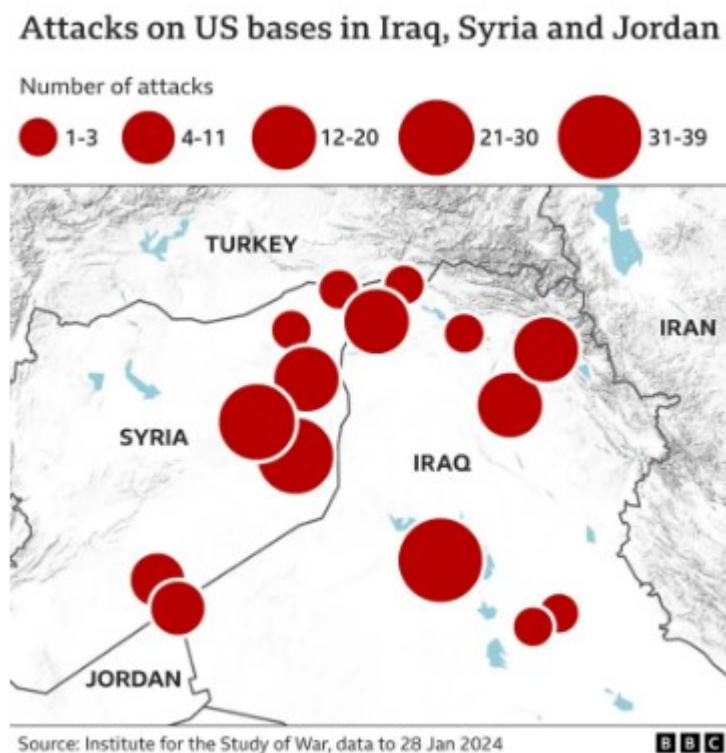 Attacks on US bases in Iraq, Syria and Jordan
Number of attacks
1-3 4-11 12-20 21-30 31-39
TURKEY
IRAN
SYRIA
IRAQ
JORDAN
Source: Institute for the Study of War, data to 28 Jan 2024
BBC